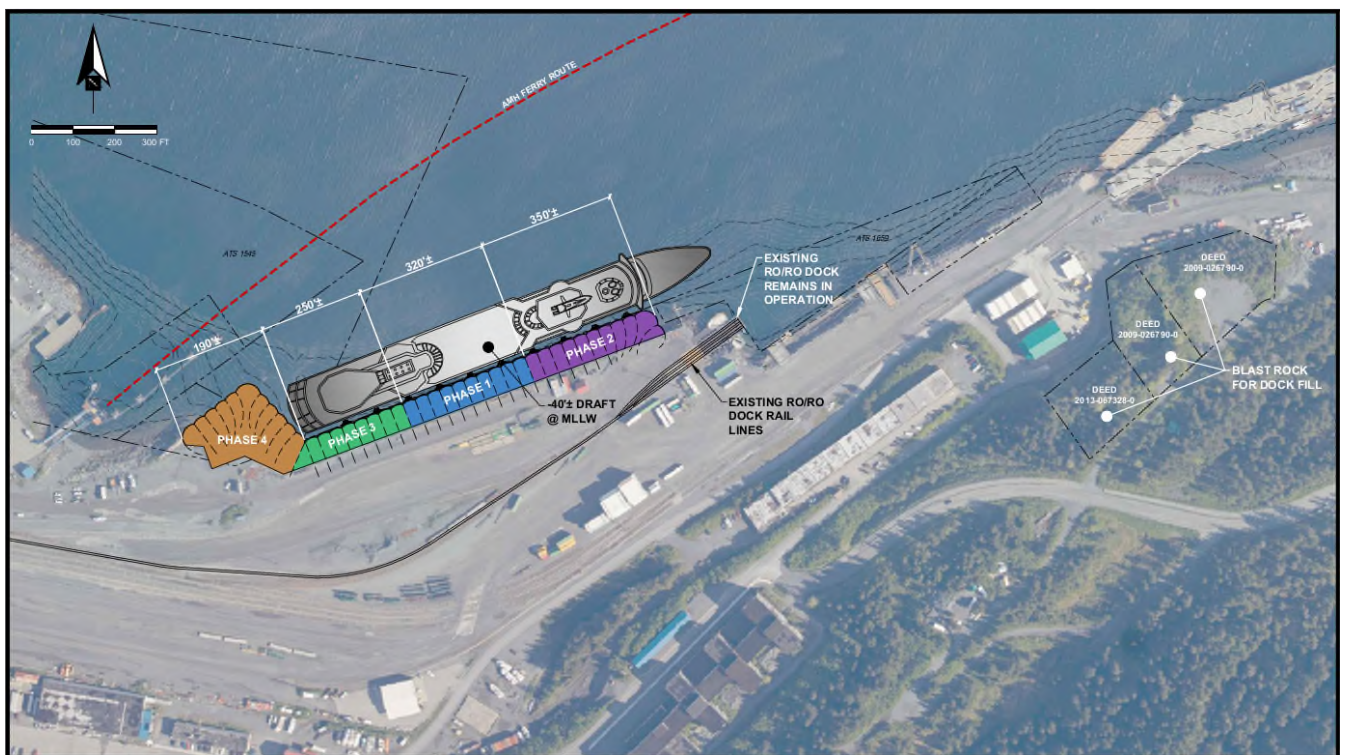 AMH FERRY ROUTE
0 100 200 300 FT
ATS 1545
190'±
250'±
320'±
350'±
PHASE 4
PHASE 3
PHASE 1
PHASE 2
-40'± DRAFT
@ MLLW
EXISTING
RO/RO DOCK
REMAINS IN
OPERATION
ATS 1659
EXISTING RO/RO
DOCK RAIL
LINES
DEED
2009-026790-0
DEED
2009-026790-0
DEED
2013-067328-0
BLAST ROCK
FOR DOCK FILL